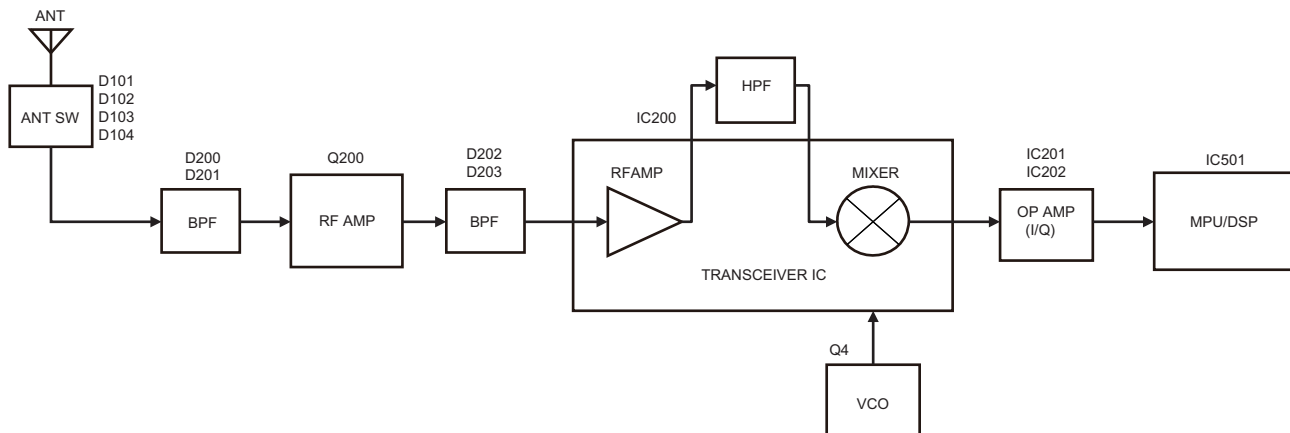 ANT
ANT SW
D101
D102
D103
D104
D200
D201
BPF
Q200
RF AMP
D202
D203
BPF
IC200
RFAMP
HPF
MIXER
TRANSCEIVER IC
Q4
VCO
IC201
IC202
OP AMP
(I/Q)
IC501
MPU/DSP